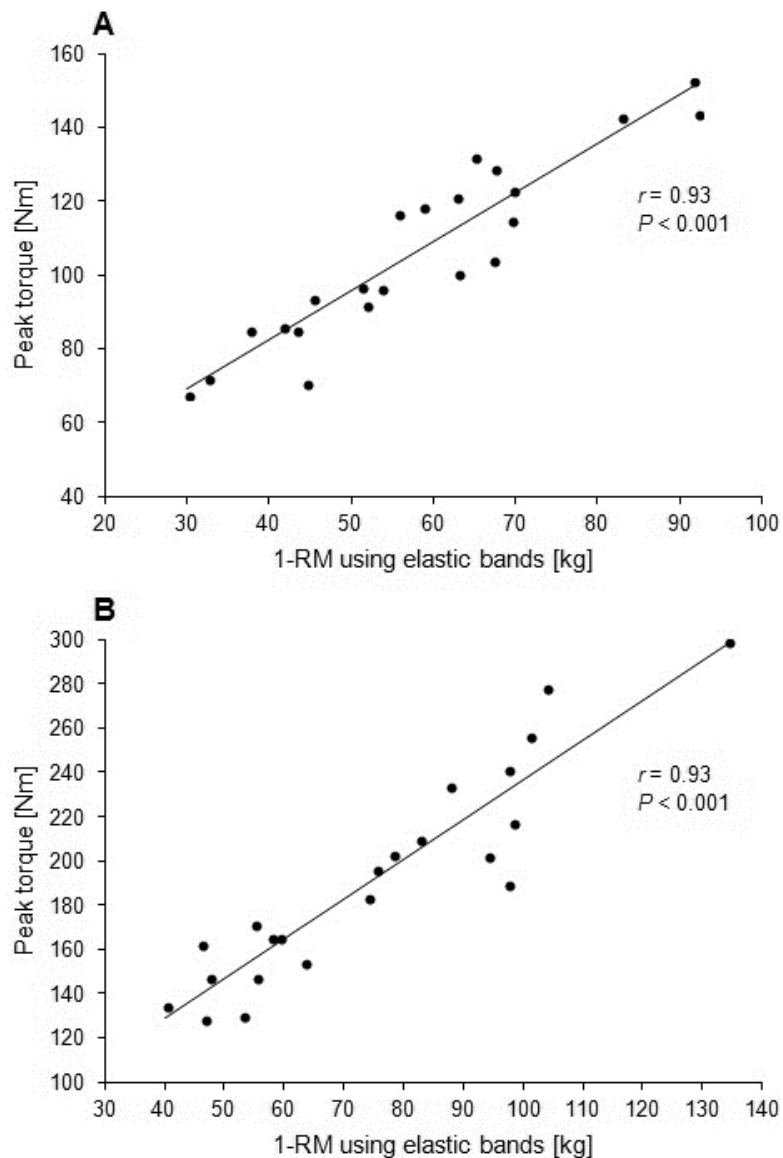 A
160
140
120
100
80
60
40
Peak torque [Nm]
r = 0.93
P < 0.001
20 30 40 50 60 70 80 90 100
1-RM using elastic bands [kg]
B
300
280
260
240
220
200
180
160
140
120
100
Peak torque [Nm]
r = 0.93
P < 0.001
30 40 50 60 70 80 90 100 110 120 130 140
1-RM using elastic bands [kg]